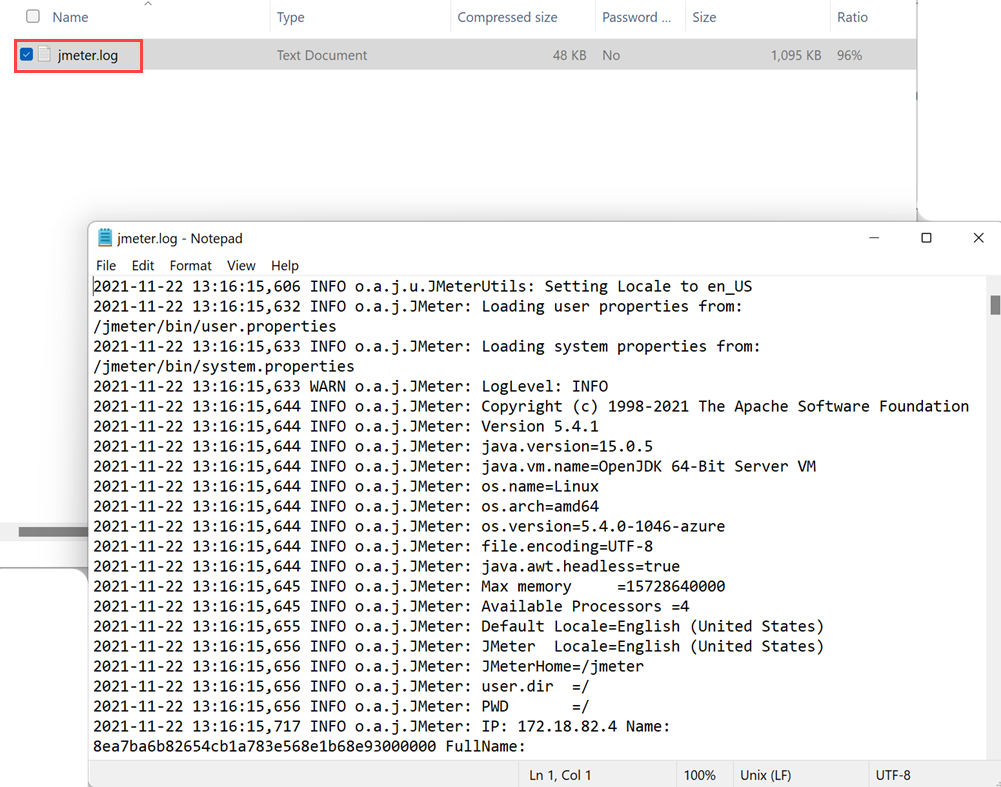 Name Type Compressed size Password ... Size Ratio
jmeter.log Text Document 48 KB No 1,095 KB 96%
jmeter.log - Notepad
File Edit Format View Help
2021-11-22 13:16:15,606 INFO o.a.j.u.JMeterUtils: Setting Locale to en_US
2021-11-22 13:16:15,632 INFO o.a.j.JMeter: Loading user properties from:
/jmeter/bin/user.properties
2021-11-22 13:16:15,633 INFO o.a.j.JMeter: Loading system properties from:
/jmeter/bin/system.properties
2021-11-22 13:16:15,633 WARN o.a.j.JMeter: LogLevel: INFO
2021-11-22 13:16:15,644 INFO o.a.j.JMeter: Copyright (c) 1998-2021 The Apache Software Foundation
2021-11-22 13:16:15,644 INFO o.a.j.JMeter: Version 5.4.1
2021-11-22 13:16:15,644 INFO o.a.j.JMeter: java.version=15.0.5
2021-11-22 13:16:15,644 INFO o.a.j.JMeter: java.vm.name=OpenJDK 64-Bit Server VM
2021-11-22 13:16:15,644 INFO o.a.j.JMeter: os.name=Linux
2021-11-22 13:16:15,644 INFO o.a.j.JMeter: os.arch=amd64
2021-11-22 13:16:15,644 INFO o.a.j.JMeter: os.version=5.4.0-1046-azure
2021-11-22 13:16:15,644 INFO o.a.j.JMeter: file.encoding=UTF-8
2021-11-22 13:16:15,644 INFO o.a.j.JMeter: java.awt.headless=true
2021-11-22 13:16:15,645 INFO o.a.j.JMeter: Max memory     =15728640000
2021-11-22 13:16:15,645 INFO o.a.j.JMeter: Available Processors =4
2021-11-22 13:16:15,655 INFO o.a.j.JMeter: Default Locale=English (United States)
2021-11-22 13:16:15,656 INFO o.a.j.JMeter: JMeter  Locale=English (United States)
2021-11-22 13:16:15,656 INFO o.a.j.JMeter: JMeterHome=/jmeter
2021-11-22 13:16:15,656 INFO o.a.j.JMeter: user.dir  =/
2021-11-22 13:16:15,656 INFO o.a.j.JMeter: PWD       =/
2021-11-22 13:16:15,717 INFO o.a.j.JMeter: IP: 172.18.82.4 Name:
8ea7ba6b82654cb1a783e568e1b68e93000000 FullName:
Ln 1, Col 1 100% Unix (LF) UTF-8